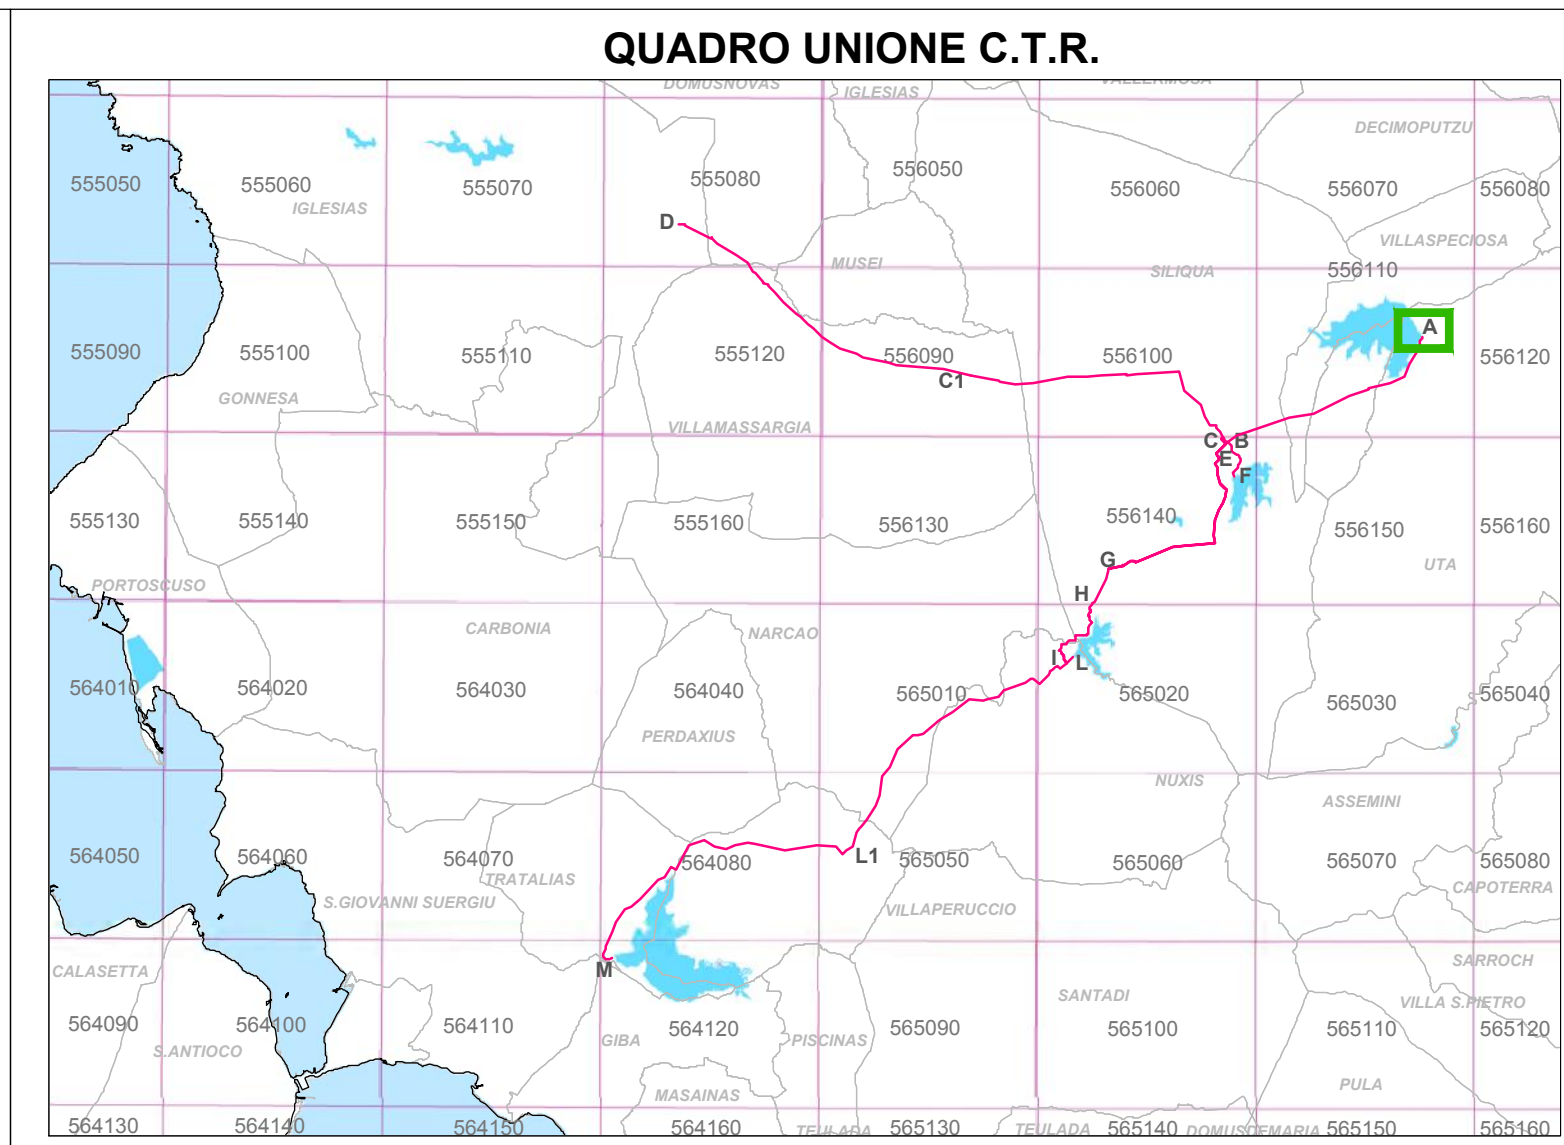 QUADRO UNIONE C.T.R.
DOMUSNOVAS
IGLESIAS
VALLERMOSA
DECIMOPUTZU
555050
555060
555070
555080
556050
556060
556070
556080
IGLESIAS
D
VILLASPECIOSA
MUSEI
SILIQUA
556110
A
555090
555100
555110
555120
556090
556100
556120
C1
GONNESA
VILLAMASSARGIA
C
B
E
F
555130
555140
555150
555160
556130
556140
556150
556160
G
UTA
PORTOSCUSO
H
CARBONIA
NARCAO
I
L
564010
564020
564030
564040
565010
565020
565030
565040
PERDAXIUS
NUXIS
ASSEMINI
564050
564060
564070
564080
L1
565050
565060
565070
565080
TRATALIAS
CAPOTERRA
S.GIOVANNI SUERGIU
VILLAPERUCCIO
CALASETTA
M
SARROCH
SANTADI
VILLA S.PIETRO
564090
564100
564110
564120
565090
565100
565110
565120
S.ANTIOCO
GIBA
PISCINAS
PULA
MASAINAS
564130
564140
564150
564160
TEULADA
565130
TEULADA
565140
DOMUSDEMARIA
565150
565160